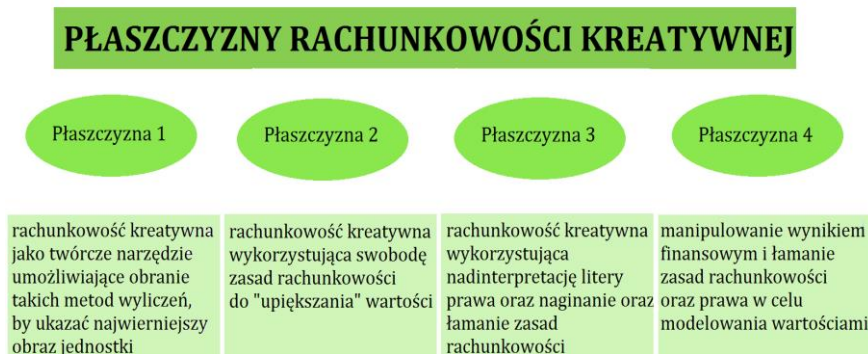 PŁASZCZYZNY RACHUNKOWOŚCI KREATYWNEJ
Płaszczyzna 1
Płaszczyzna 2
Płaszczyzna 3
Płaszczyzna 4
rachunkowość kreatywna
jako twórcze narzędzie
umożliwiające obranie
takich metod wyliczeń,
by ukazać najwierniejszy
obraz jednostki
rachunkowość kreatywna
wykorzystująca swobodę
zasad rachunkowości
do "upiększania" wartości
rachunkowość kreatywna
wykorzystująca
nadinterpretację litery
prawa oraz naginanie oraz
łamanie zasad
rachunkowości
manipulowanie wynikiem
finansowym i łamanie
zasad rachunkowości
oraz prawa w celu
modelowania wartościami